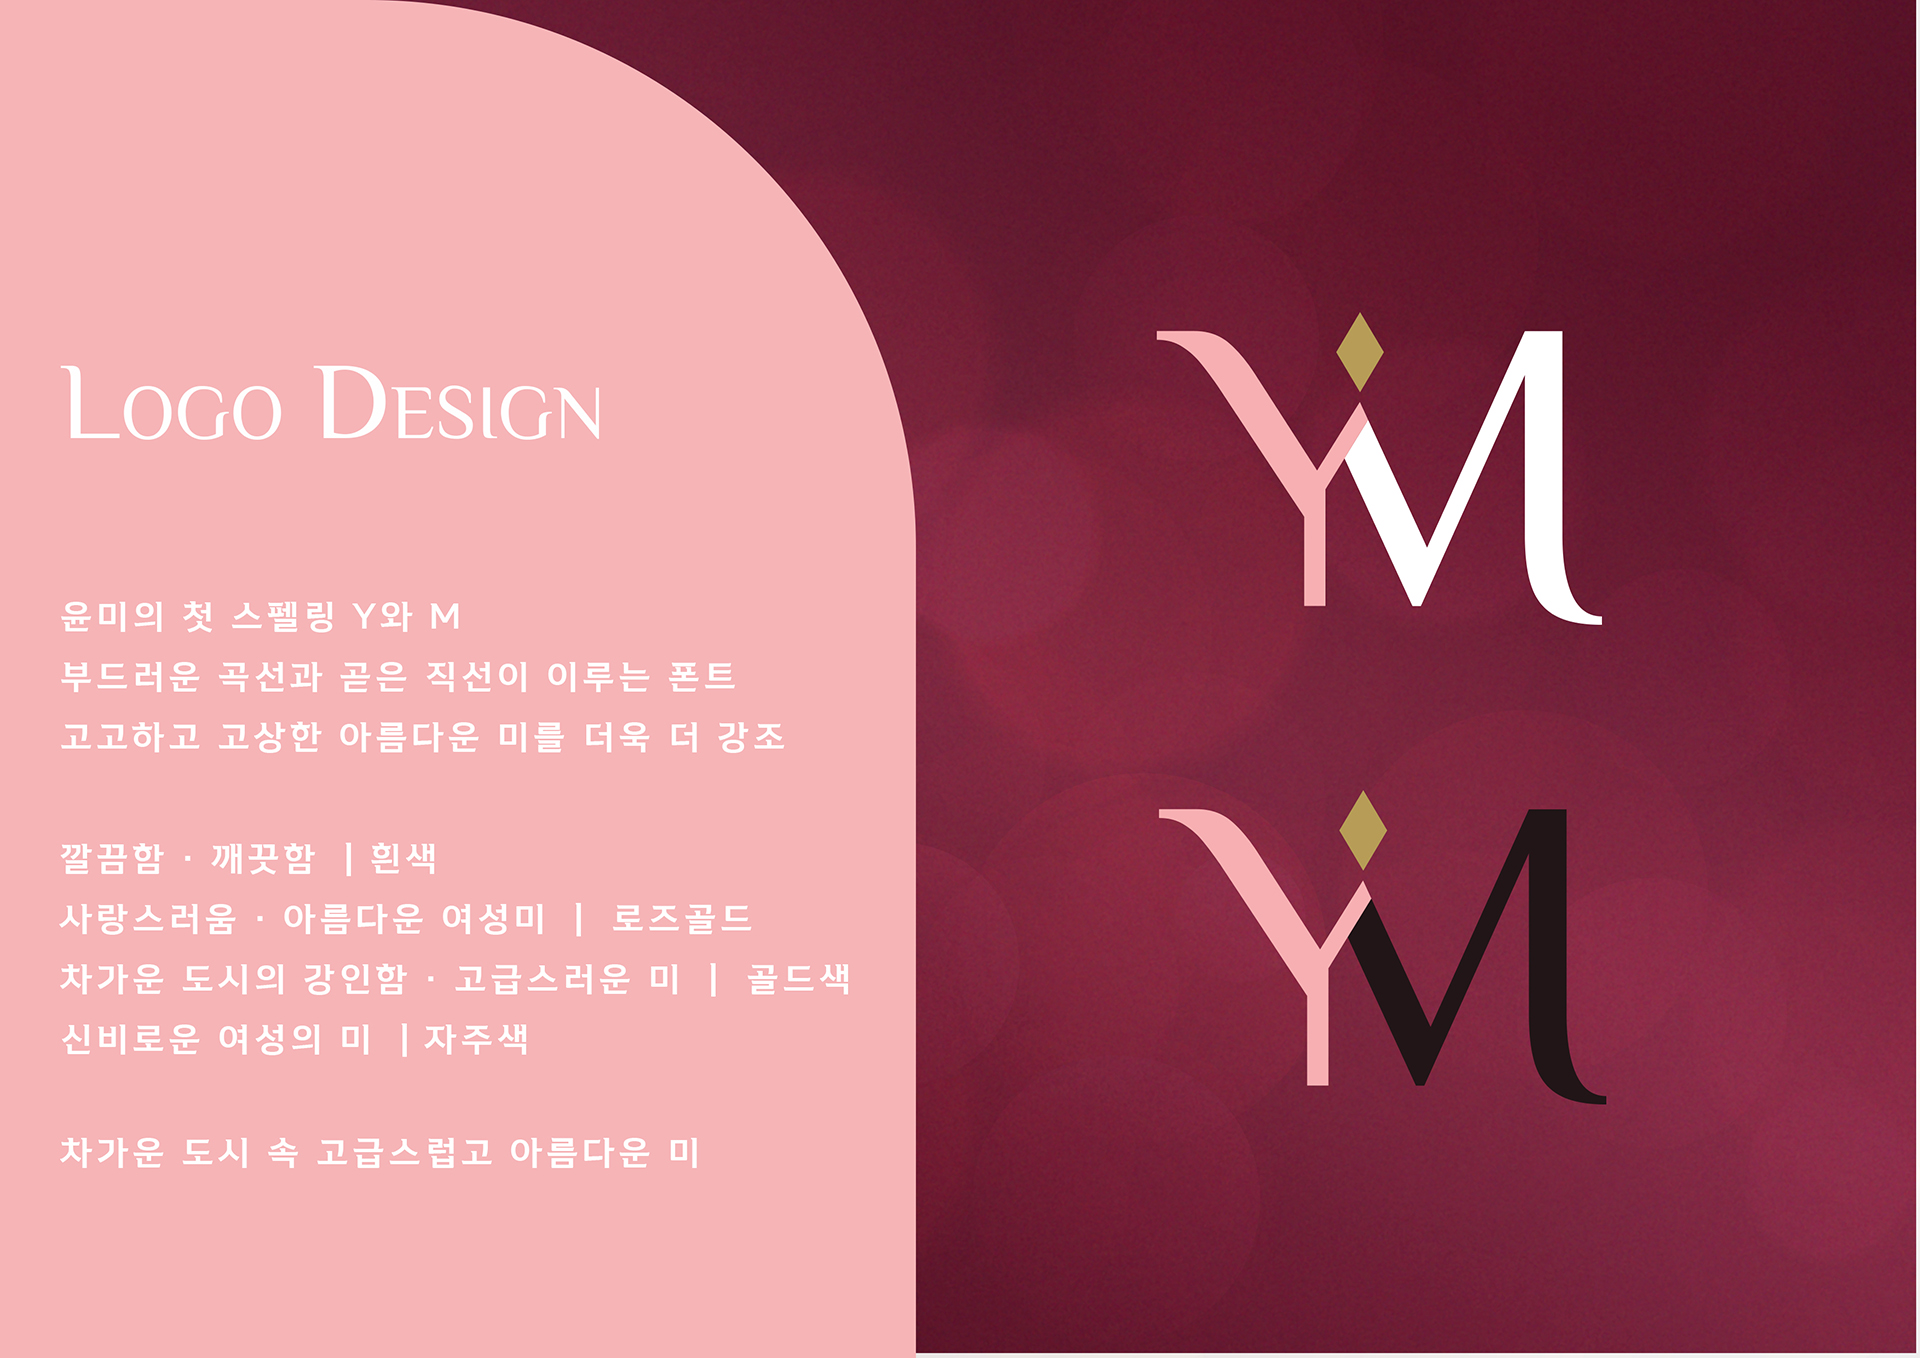 LOGO DESIGN
윤미의 첫 스펠링 Y와 M
부드러운 곡선과 곧은 직선이 이루는 폰트
고고하고 고상한 아름다운 미를 더욱 더 강조
깔끔함 · 깨끗함 | 흰색
사랑스러움 · 아름다운 여성미 | 로즈골드
차가운 도시의 강인함 · 고급스러운 미 | 골드색
신비로운 여성의 미 | 자주색
차가운 도시 속 고급스럽고 아름다운 미
YM
YM